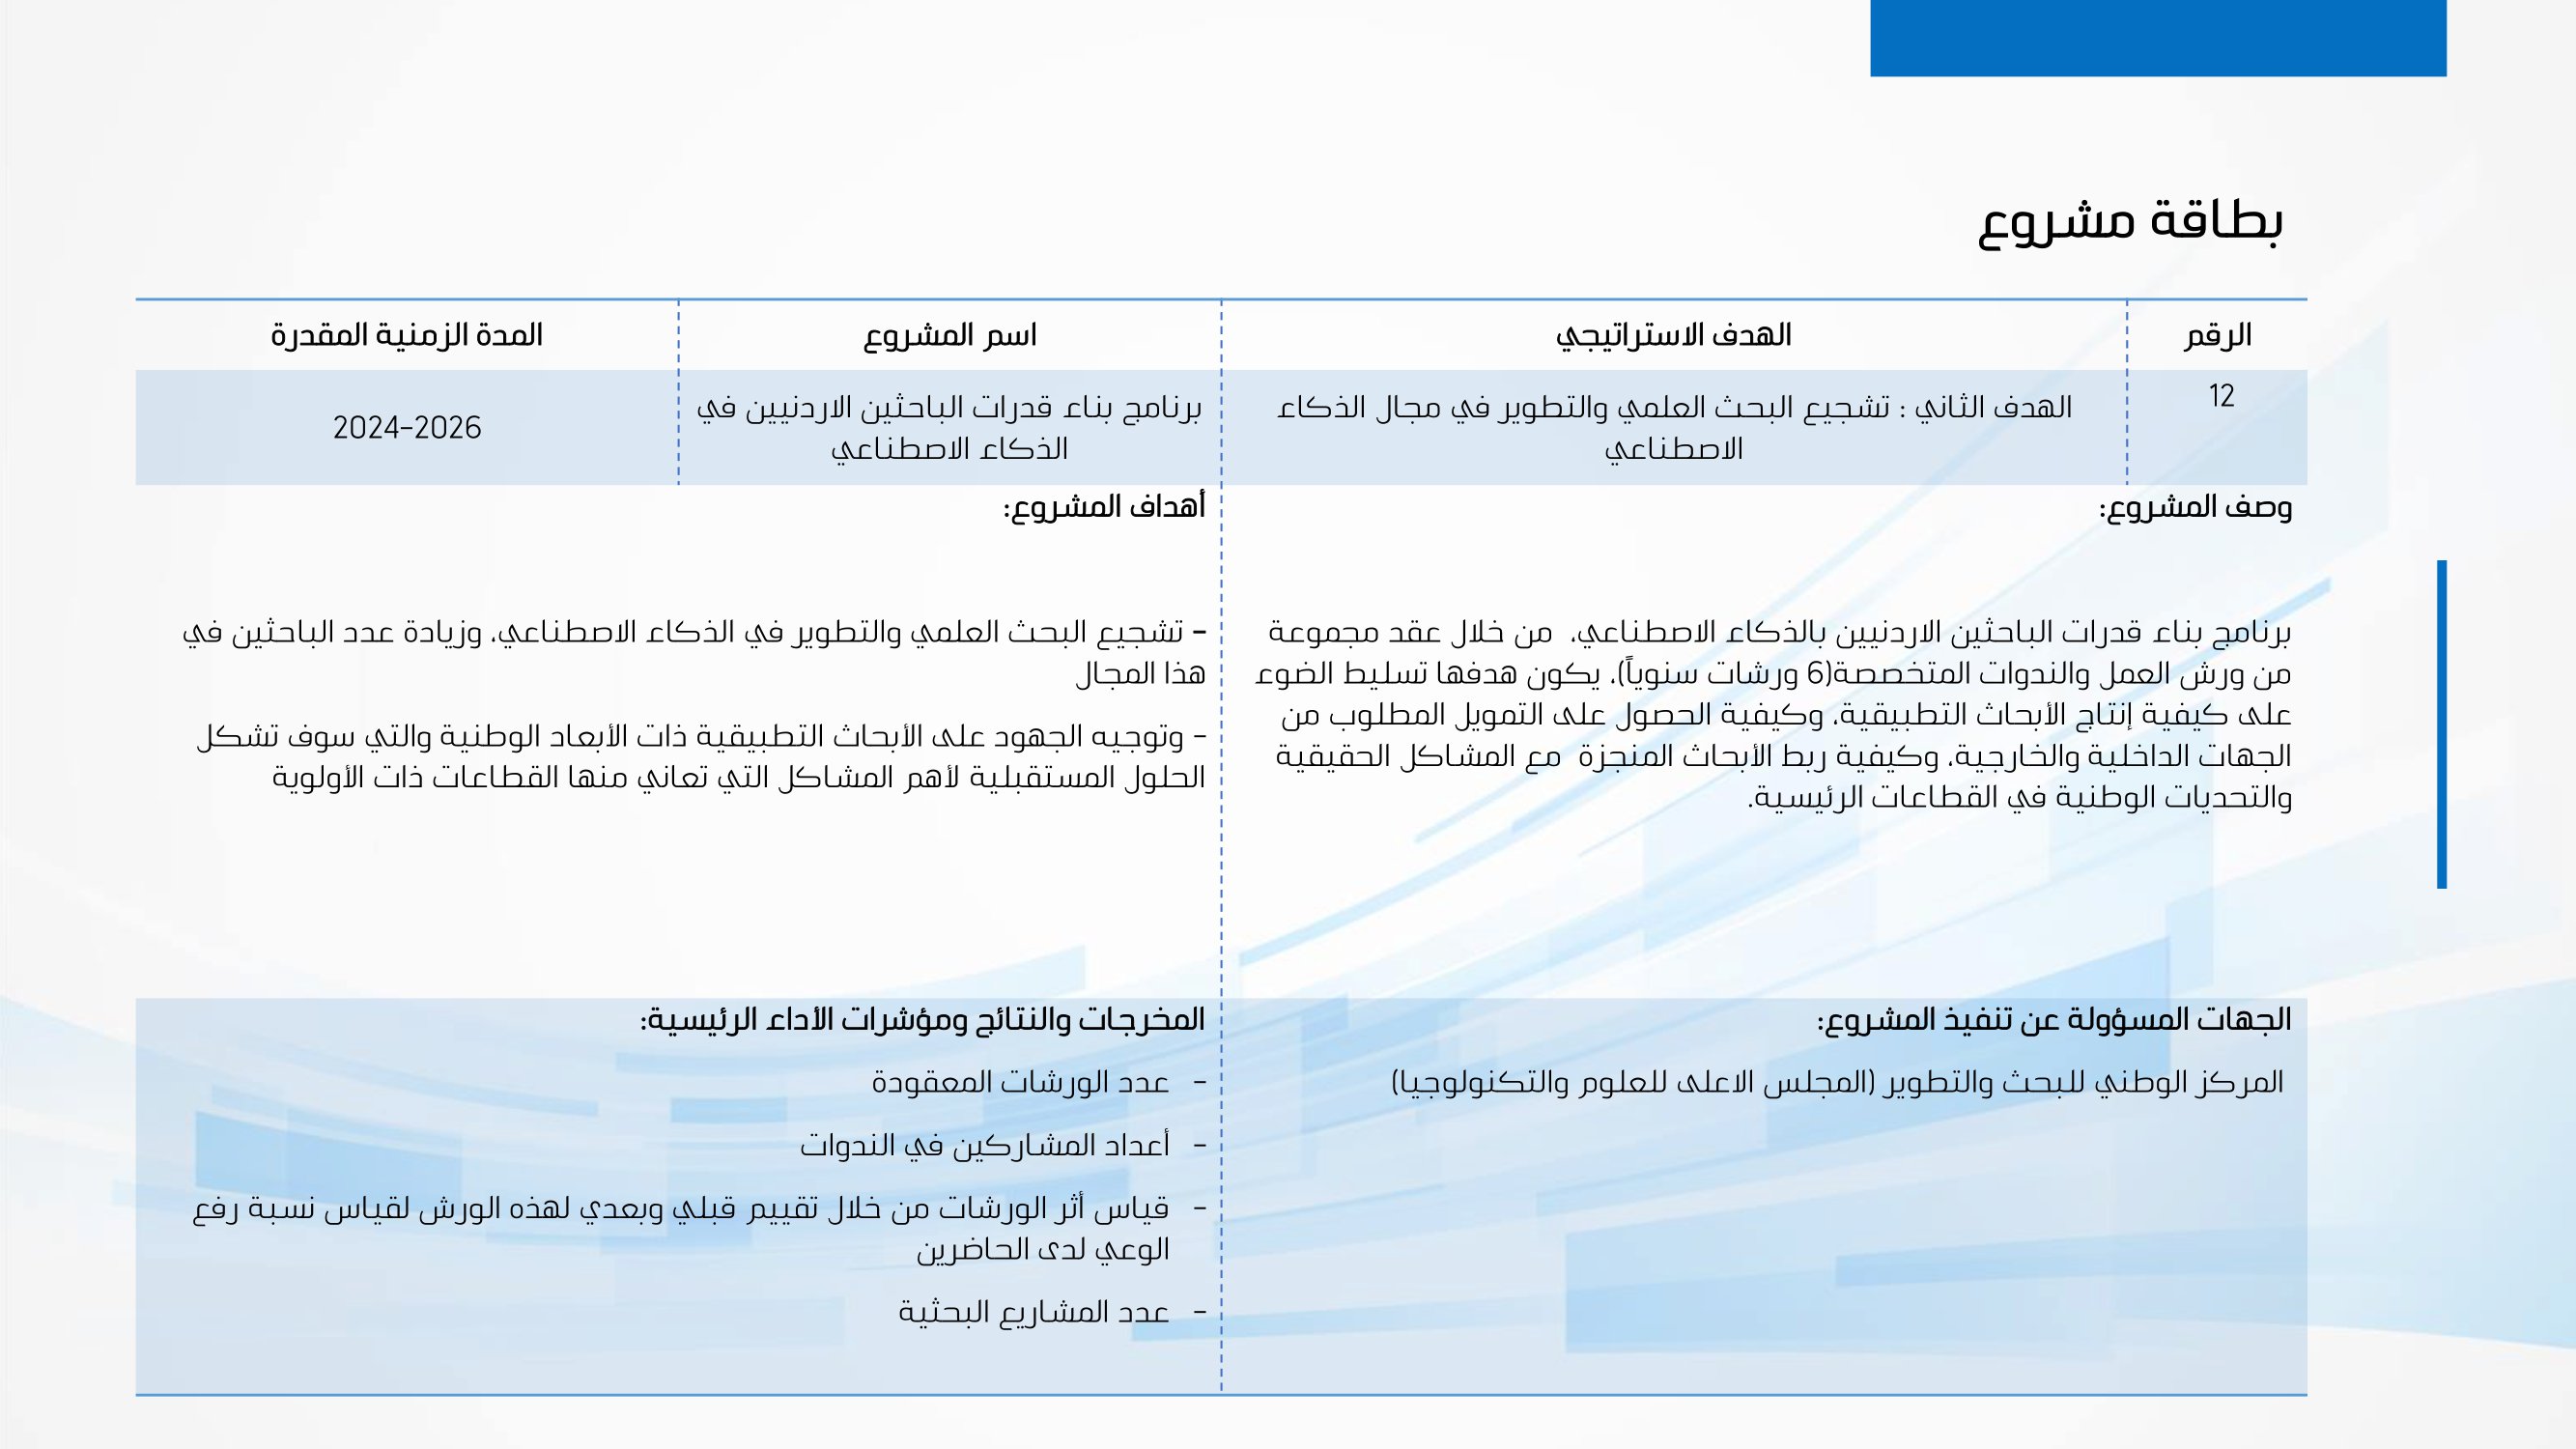 بطاقة مشروع
الرقم
الهدف الاستراتيجي
اسم المشروع
المدة الزمنية المقدرة
12
الهدف الثاني : تشجيع البحث العلمي والتطوير في مجال الذكاء
الاصطناعي
برنامج بناء قدرات الباحثين الاردنيين في
الذكاء الاصطناعي
2024-2026
وصف المشروع:
برنامج بناء قدرات الباحثين الاردنيين بالذكاء الاصطناعي، من خلال عقد مجموعة
من ورش العمل والندوات المتخصصة(6 ورشات سنوياً)، يكون هدفها تسليط الضوء
على كيفية إنتاج الأبحاث التطبيقية، وكيفية الحصول على التمويل المطلوب من
الجهات الداخلية والخارجية، وكيفية ربط الأبحاث المنجزة مع المشاكل الحقيقية
والتحديات الوطنية في القطاعات الرئيسية.
أهداف المشروع:
- تشجيع البحث العلمي والتطوير في الذكاء الاصطناعي، وزيادة عدد الباحثين في
هذا المجال
- وتوجيه الجهود على الأبحاث التطبيقية ذات الأبعاد الوطنية والتي سوف تشكل
الحلول المستقبلية لأهم المشاكل التي تعاني منها القطاعات ذات الأولوية
الجهات المسؤولة عن تنفيذ المشروع:
المركز الوطني للبحث والتطوير (المجلس الاعلى للعلوم والتكنولوجيا)
المخرجات والنتائج ومؤشرات الأداء الرئيسية:
- عدد الورشات المعقودة
- أعداد المشاركين في الندوات
- قياس أثر الورشات من خلال تقييم قبلي وبعدي لهذه الورش لقياس نسبة رفع
الوعي لدى الحاضرين
- عدد المشاريع البحثية